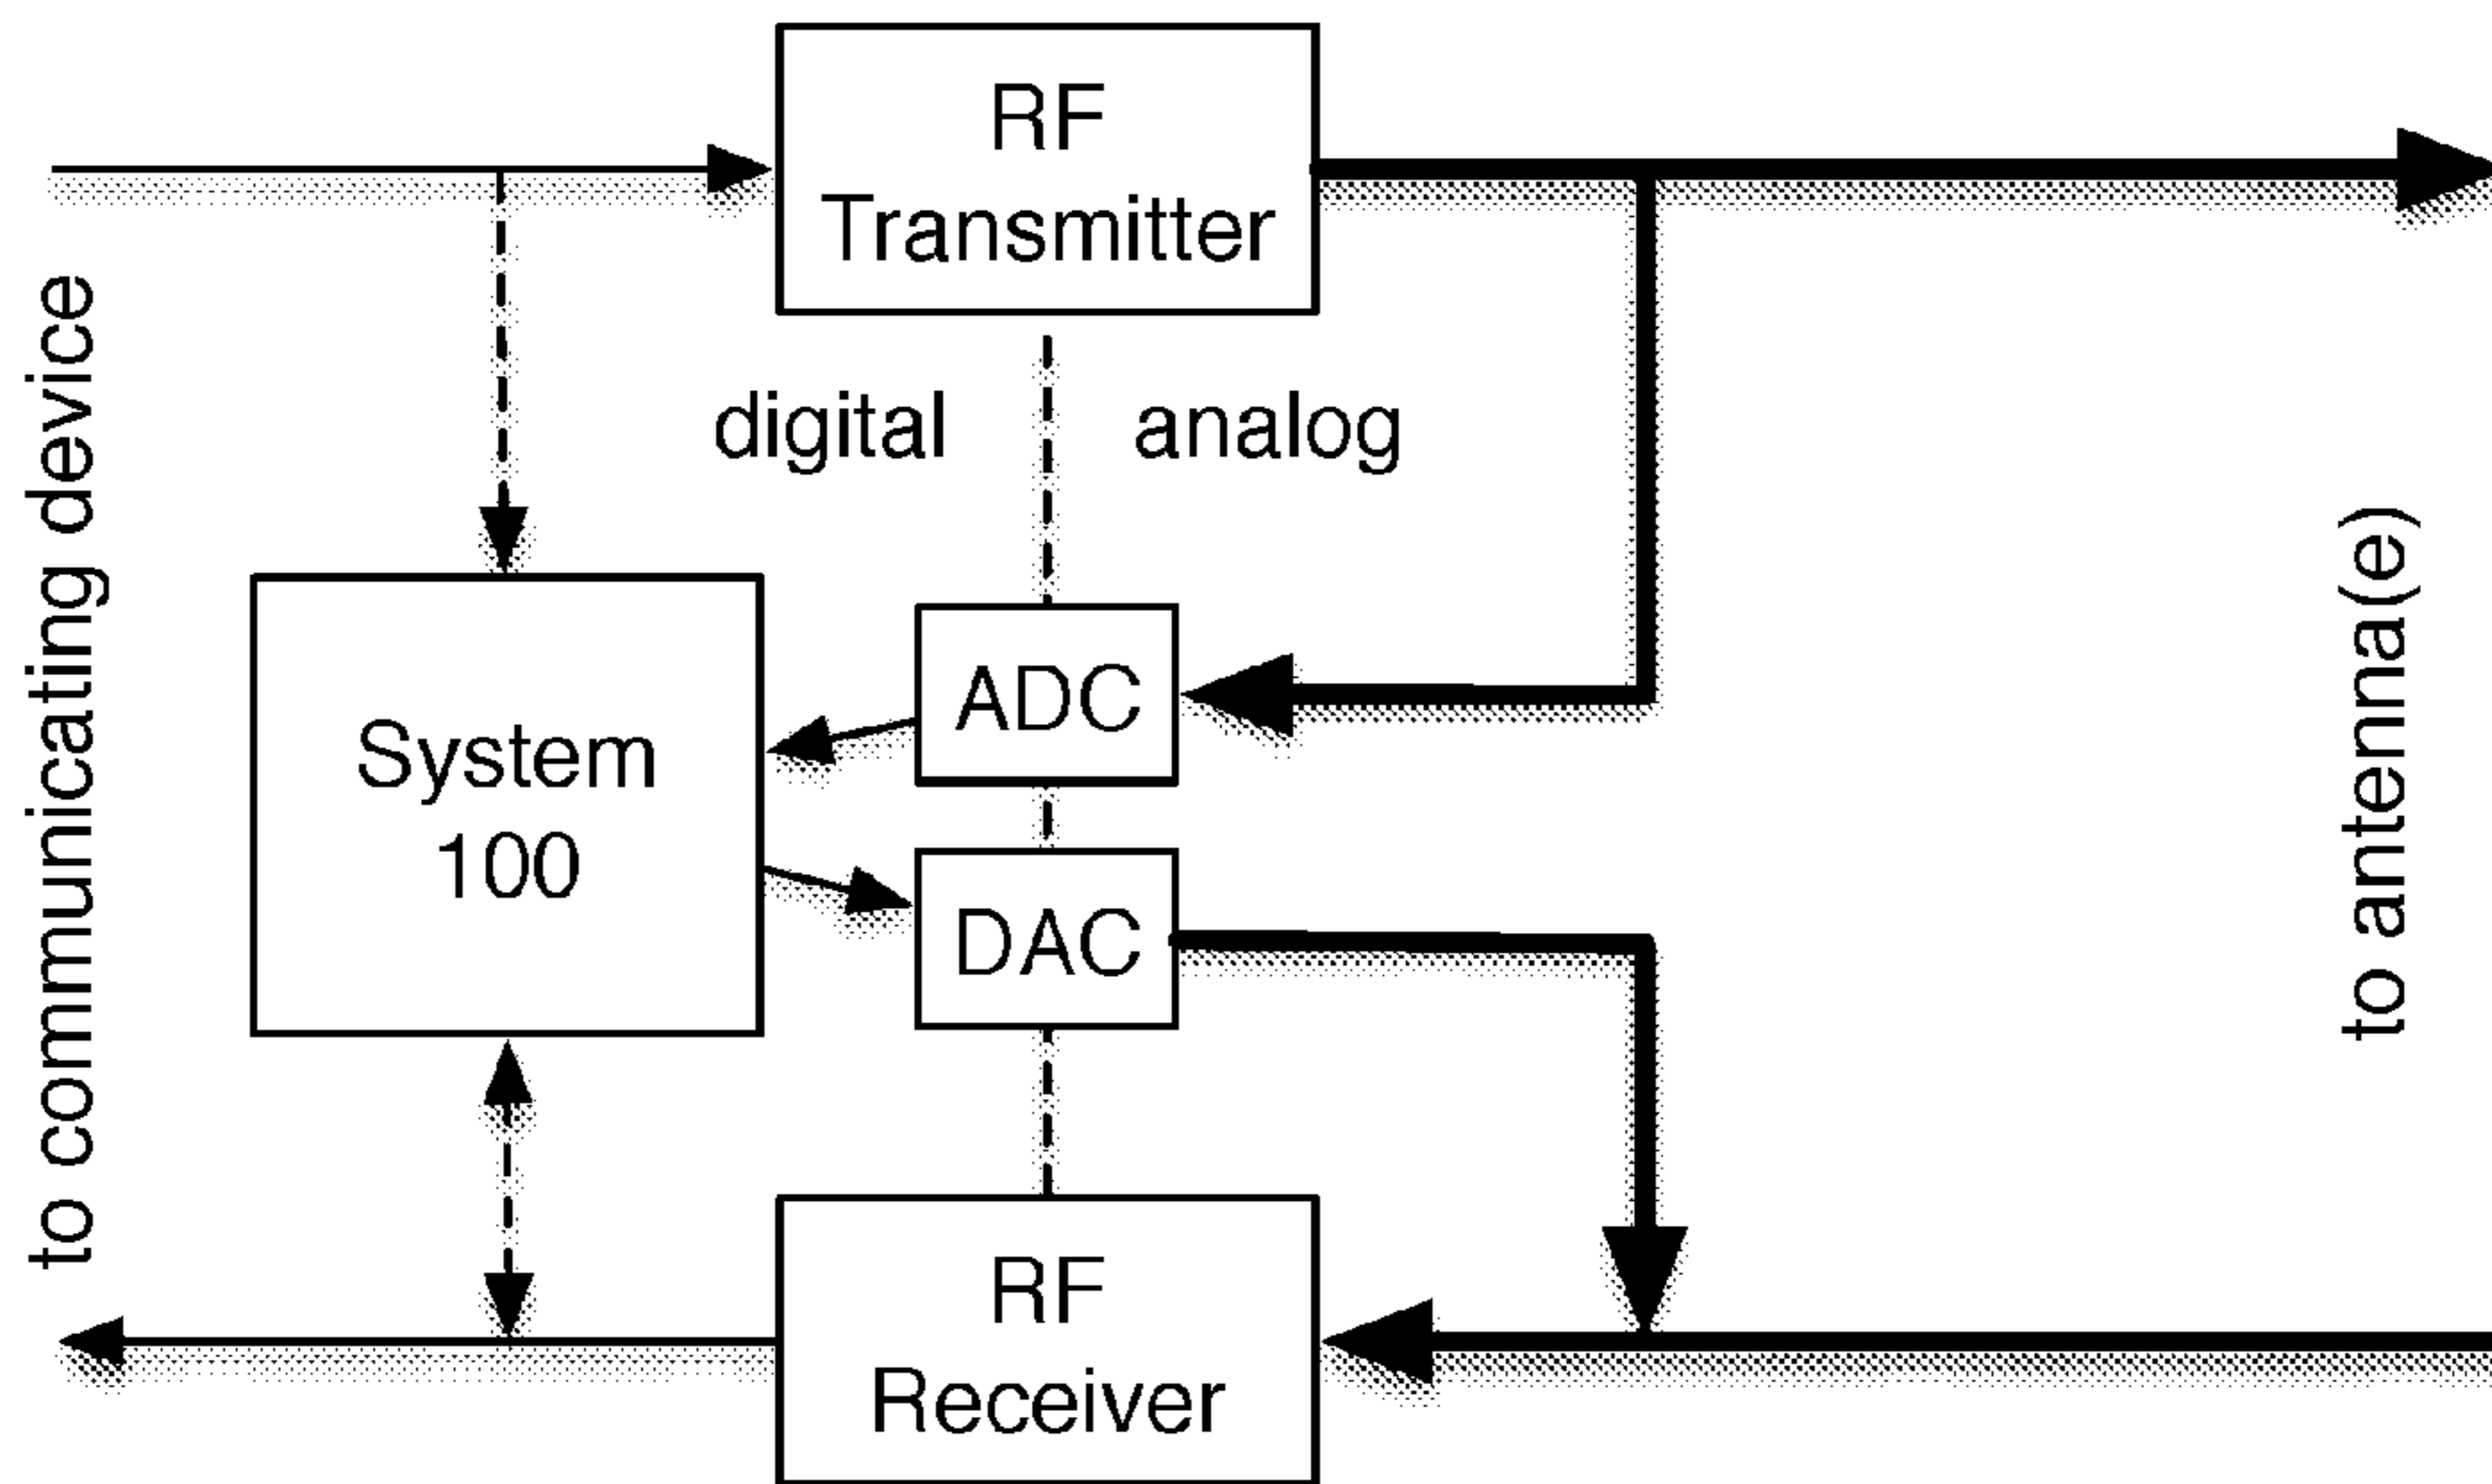 RF
Transmitter
digital
analog
to communicating device
System
100
ADC
DAC
to antenna(e)
RF
Receiver